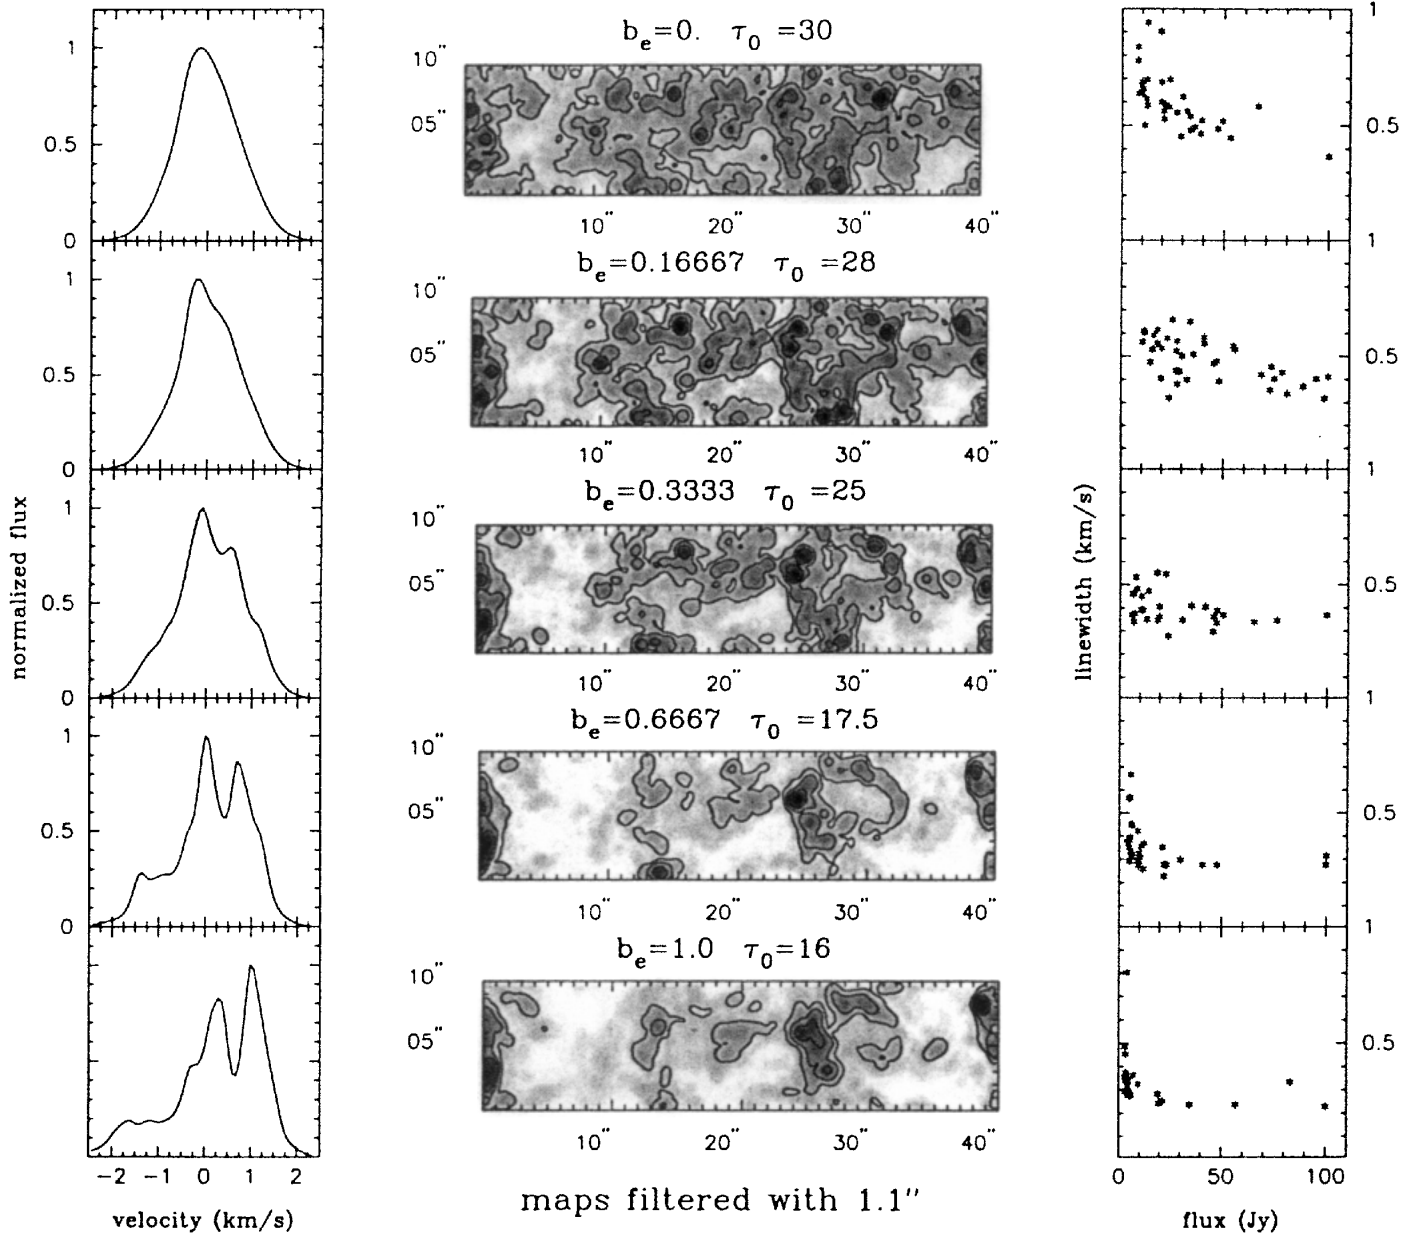 b_e=0. τ_0 =30
10"
05"
10" 20" 30" 40"
b_e=0.16667 τ_0 =28
10"
05"
10" 20" 30" 40"
b_e=0.3333 τ_0 =25
10"
05"
10" 20" 30" 40"
b_e=0.6667 τ_0 =17.5
10"
05"
10" 20" 30" 40"
b_e=1.0 τ_0=16
10"
05"
10" 20" 30" 40"
maps filtered with 1.1"
normalized flux
1
0.5
0
1
0.5
0
1
0.5
0
1
0.5
0
−2 −1 0 1 2
velocity (km/s)
linewidth (km/s)
1
0.5
1
0.5
1
0.5
1
0.5
1
0.5
0 50 100
flux (Jy)